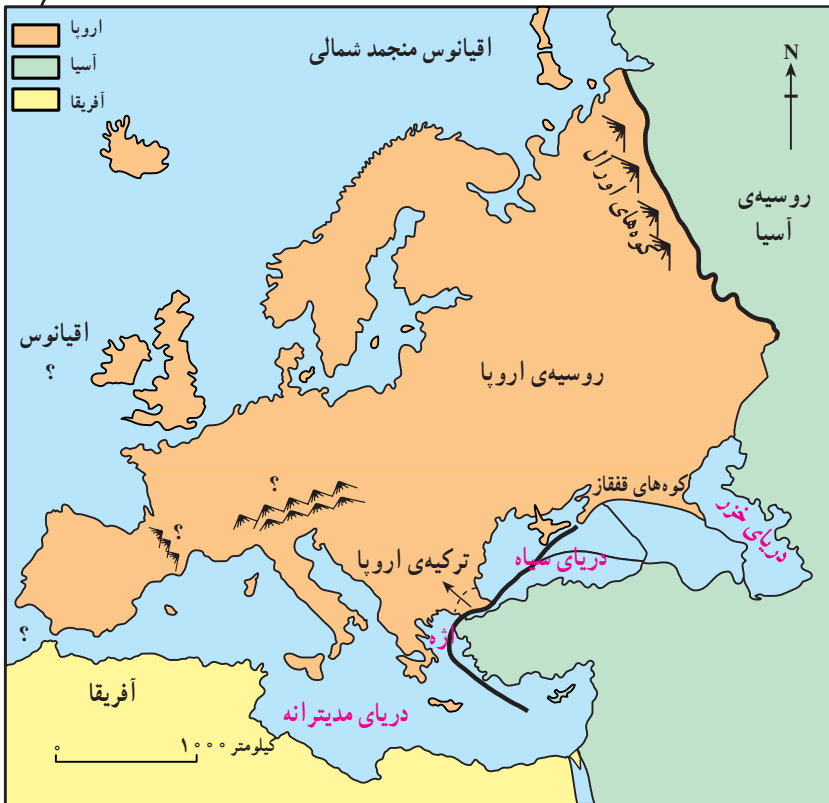 اروپا
آسیا
آفریقا
اقیانوس منجمد شمالی
N
کوه‌های اورال
روسیه‌ی
آسیا
اقیانوس
؟
روسیه‌ی اروپا
؟
؟
کوه‌های قفقاز
دریای خزر
دریای سیاه
ترکیه‌ی اروپا
اژه
؟
آفریقا
دریای مدیترانه
۰ ۱۰۰۰ کیلومتر